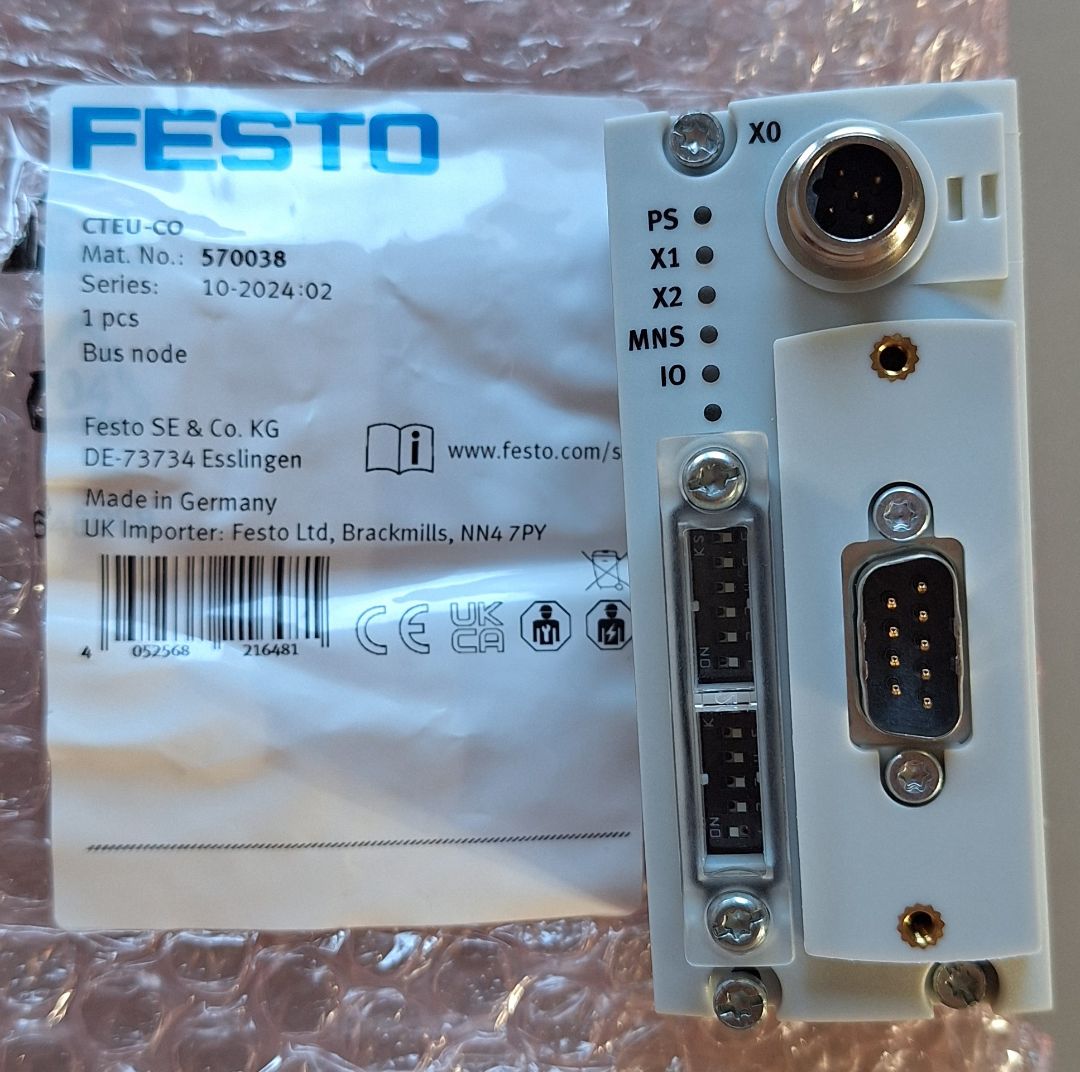 FESTO
CTEU-CO
Mat. No.: 570038
Series: 10-2024:02
1 pcs
Bus node
Festo SE & Co. KG
DE-73734 Esslingen
www.festo.com/s
Made in Germany
UK Importer: Festo Ltd, Brackmills, NN4 7PY
4 052568 216481
CE
UK
CA
X0
PS
X1
X2
MNS
IO
KS
ON
K
ON